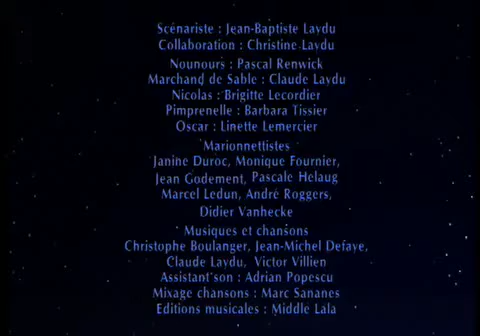 Scénariste : Jean-Baptiste Laydu
Collaboration : Christine Laydu
Nounours : Pascal Renwick
Marchand de Sable : Claude Laydu
Nicolas : Brigitte Lecordier
Pimprenelle : Barbara Tissier
Oscar : Linette Lemercier
Marionnettistes
Janine Duroc, Monique Fournier,
Jean Godement, Pascale Helaug
Marcel Ledun, André Roggers,
Didier Vanhecke
Musiques et chansons
Christophe Boulanger, Jean-Michel Defaye,
Claude Laydu, Victor Villien
Assistant son : Adrian Popescu
Mixage chansons : Marc Sananes
Editions musicales : Middle Lala